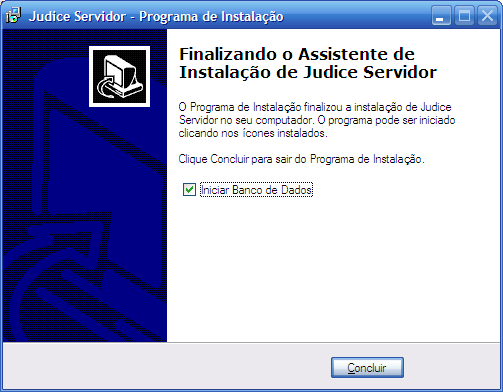 Judice Servidor - Programa de Instalação
Finalizando o Assistente de
Instalação de Judice Servidor
O Programa de Instalação finalizou a instalação de Judice
Servidor no seu computador. O programa pode ser iniciado
clicando nos ícones instalados.
Clique Concluir para sair do Programa de Instalação.
Iniciar Banco de Dados
Concluir